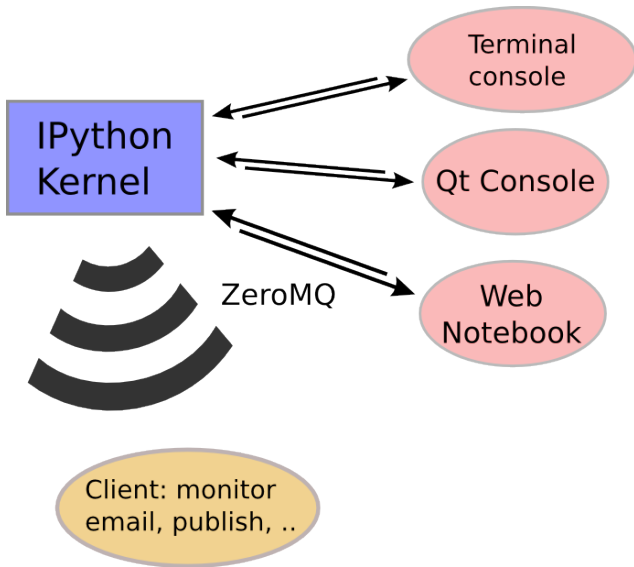 Terminal
console
IPython
Kernel
Qt Console
ZeroMQ
Web
Notebook
Client: monitor
email, publish, ..